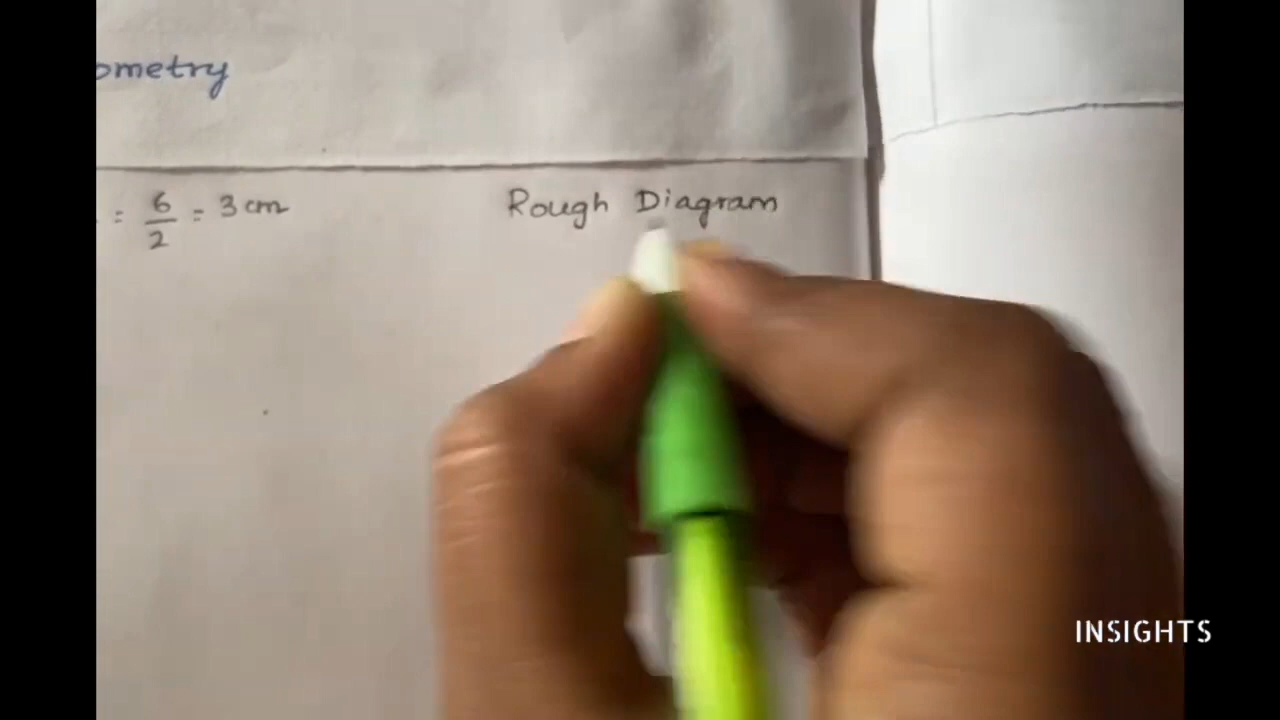 ometry
= 6/2 = 3 cm
Rough Diagram
INSIGHTS